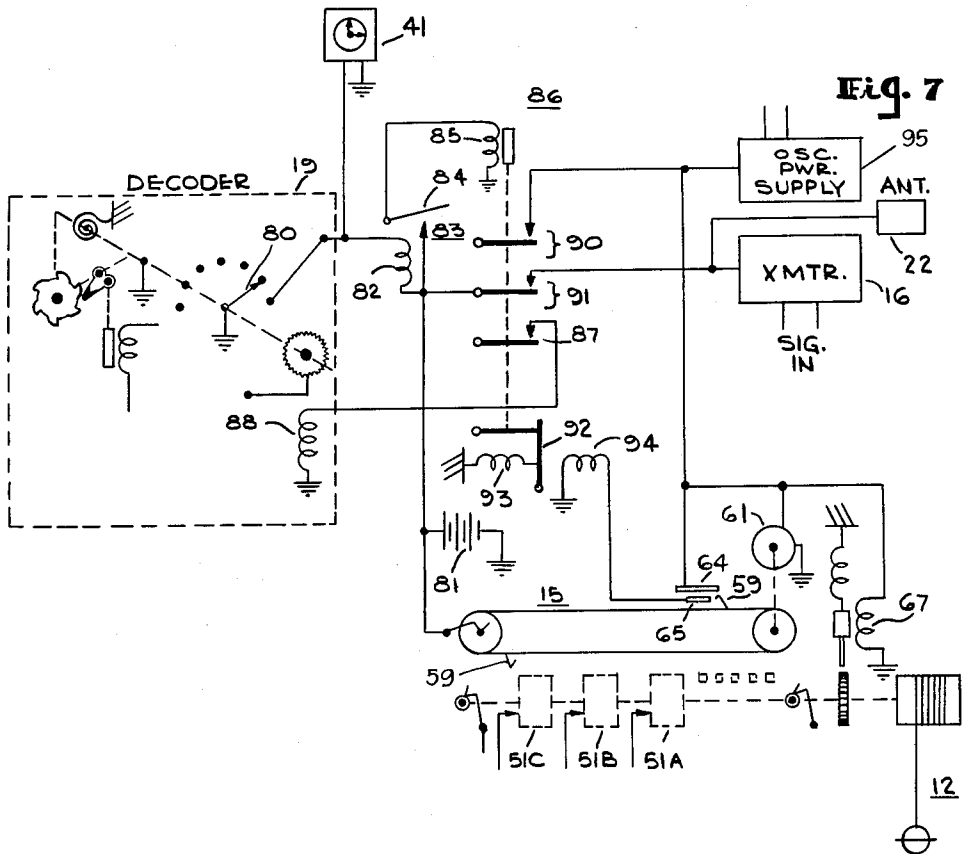 41
Fig. 7
86
85
OSC.
PWR.
SUPPLY
95
19
DECODER
84
ANT.
83
80
90
22
82
XMTR.
91
16
87
SIG.
IN
88
92
94
93
61
81
64
59
15
65
67
59
51C
51B
51A
12